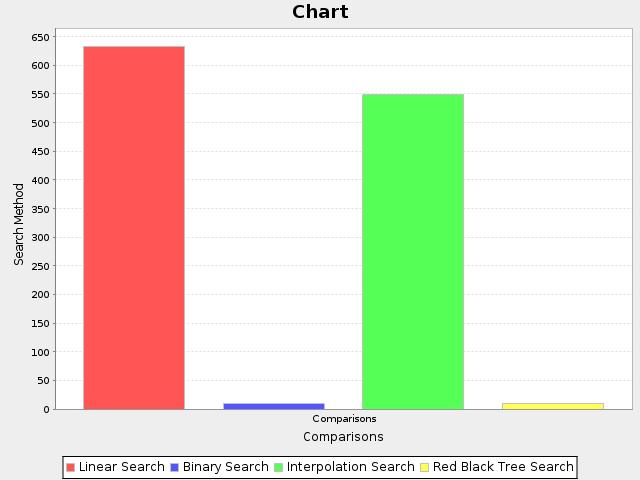 Chart
650
600
550
500
450
400
350
300
250
200
150
100
50
0
Search Method
Comparisons
Comparisons
Linear Search Binary Search Interpolation Search Red Black Tree Search